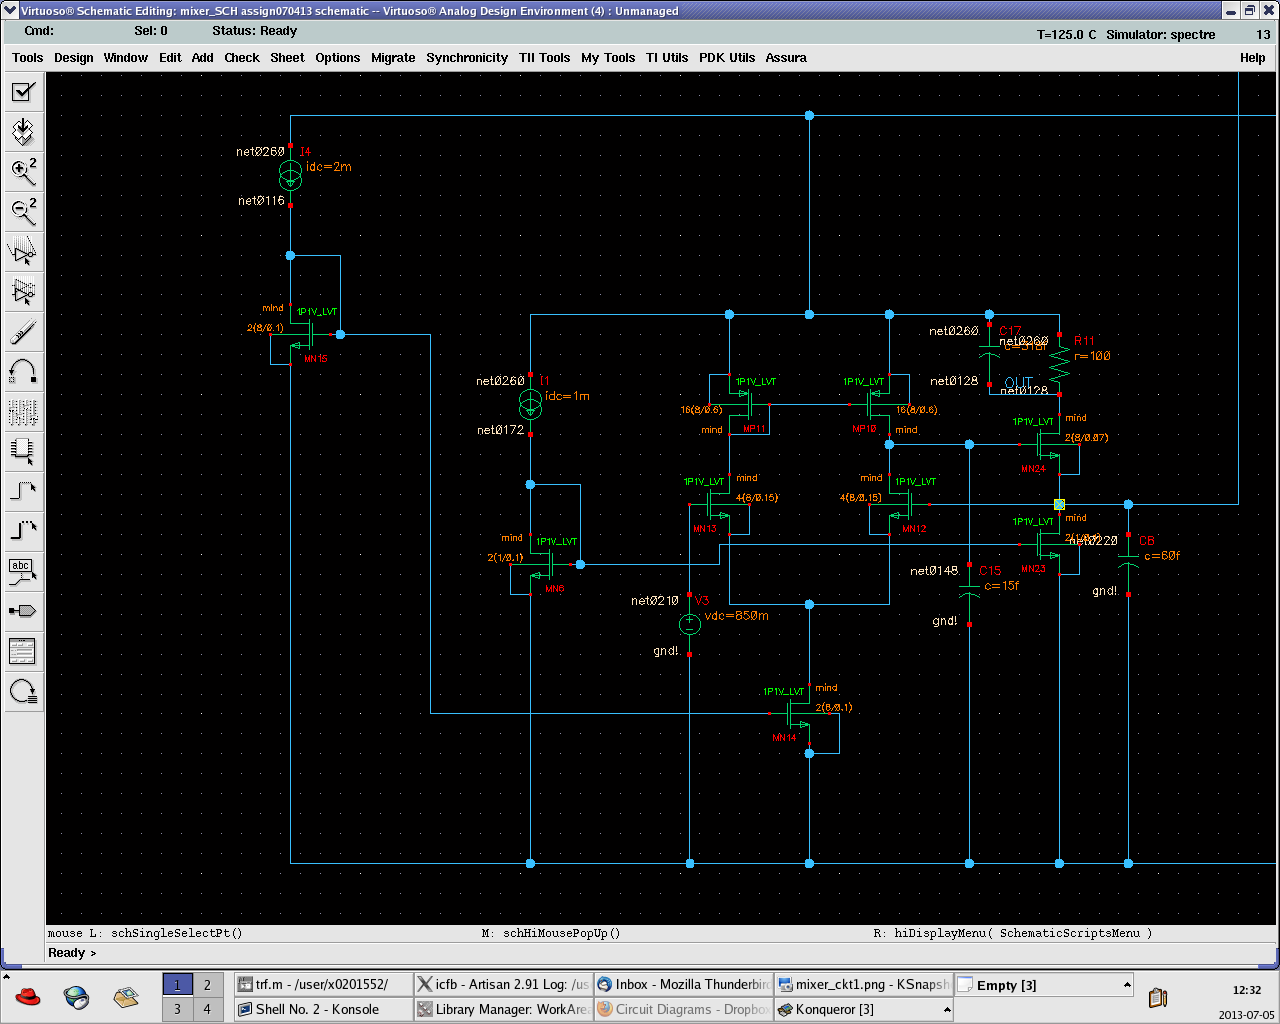 Virtuoso® Schematic Editing: mixer_SCH assign070413 schematic -- Virtuoso® Analog Design Environment (4) : Unmanaged
Cmd: Sel: 0 Status: Ready T=125.0 C Simulator: spectre 13
Tools Design Window Edit Add Check Sheet Options Migrate Synchronicity TII Tools My Tools TI Utils PDK Utils Assura Help
net0260 I4
idc=2m
net0116
mind
1P1V_LVT
2(8/0.1)
MN15
net0260 I1
idc=1m
net0172
mind
1P1V_LVT
2(1/0.1)
MN6
1P1V_LVT
16(8/0.6)
mind
MP11
1P1V_LVT
16(8/0.6)
mind
MP10
net0260 C17
net0128
net0260 R11
r=100
OUT
net0128
mind
1P1V_LVT
2(8/0.07)
MN24
mind
1P1V_LVT
4(8/0.15)
MN13
mind
1P1V_LVT
4(8/0.15)
MN12
mind
1P1V_LVT
MN23
net0220 C6
c=60f
gnd!
net0148 C15
c=15f
gnd!
net0210 V3
vdc=850m
gnd!
mind
1P1V_LVT
2(8/0.1)
MN14
mouse L: schSingleSelectPt() M: schHiMousePopUp() R: hiDisplayMenu( SchematicScriptsMenu )
Ready >
1 2 trf.m - /user/x0201552/ icfb - Artisan 2.91 Log: /us Inbox - Mozilla Thunderbir mixer_ckt1.png - KSnapsh Empty [3]
3 4 Shell No. 2 - Konsole Library Manager: WorkArea Circuit Diagrams - Dropbox Konqueror [3]
12:32
2013-07-05